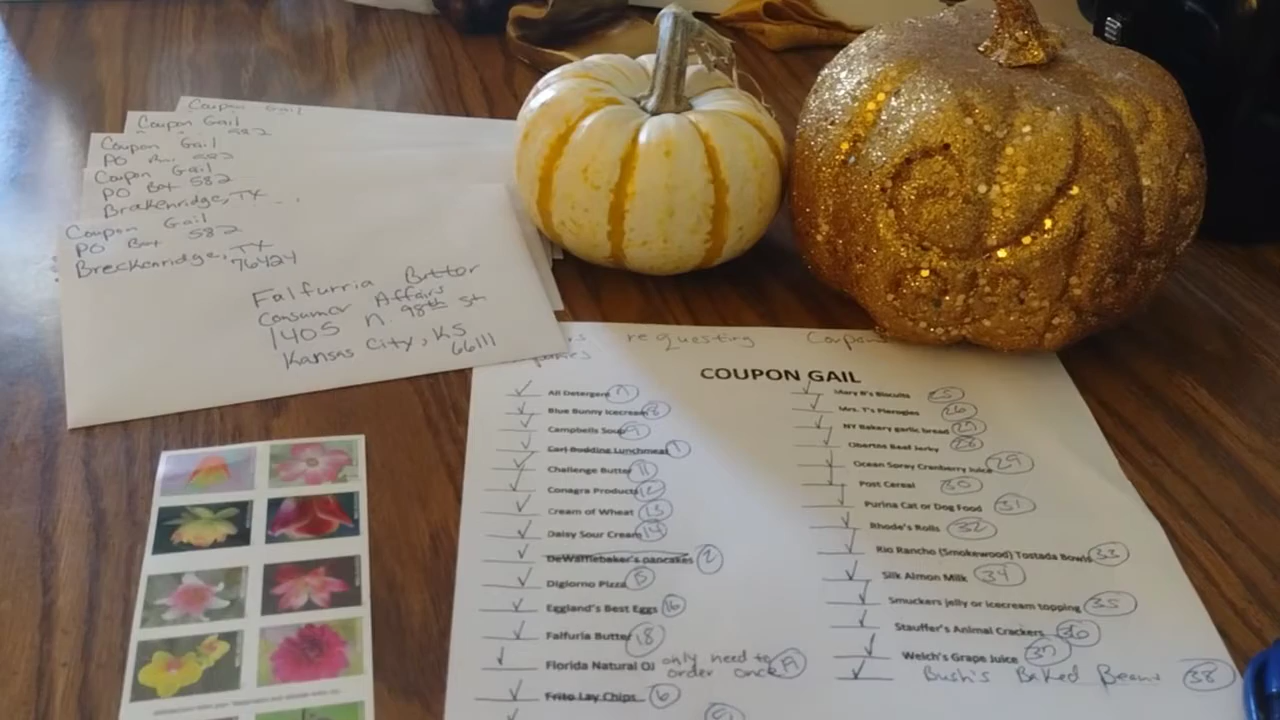 Coupon Gail
Coupon Gail
582
Coupon Gail
PO Box 582
Coupon Gail
PO Box 582
Brakenridge, TX
Coupon Gail
PO Box 582
Breckenridge, TX
76424
Falfurria Butter
Consumer Affairs
1405 N. 98th St
Kansas City, KS
66111
requesting Coupon
COUPON GAIL
All Detergent
Blue Bunny Icecream 8
Campbells Soup 9
Carl Budding Lunchmeat 1
Challenge Butter 11
Conagra Products 12
Cream of Wheat 13
Daisy Sour Cream 14
DeWafflebaker's pancakes 2
Digiorno Pizza 15
Eggland's Best Eggs 16
Falfuria Butter 18
Florida Natural OJ only need to
order once 19
Frito Lay Chips 6
Mary B's Biscuits 25
Mrs. T's Pierogies 26
NY Bakery garlic bread 27
Obertos Beef Jerky 28
Ocean Spray Cranberry Juice 29
Post Cereal 30
Purina Cat or Dog Food 31
Rhode's Rolls 32
Rio Rancho (Smokewood) Tostada Bowls 33
Silk Almon Milk 34
Smuckers jelly or Icecream topping 35
Stauffer's Animal Crackers 36
Welch's Grape Juice 37
Bush's Baked Beans 38